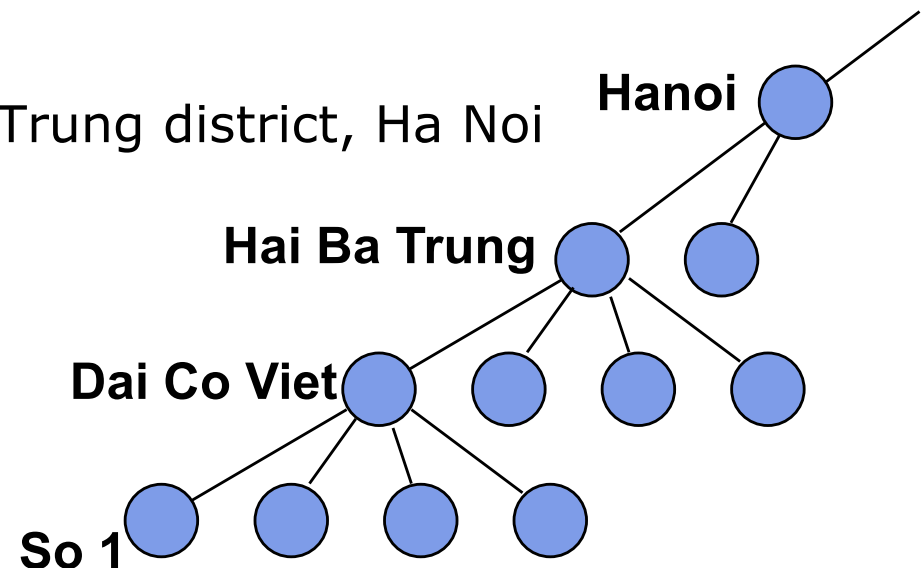 Hanoi
Trung district, Ha Noi
Hai Ba Trung
Dai Co Viet
So 1